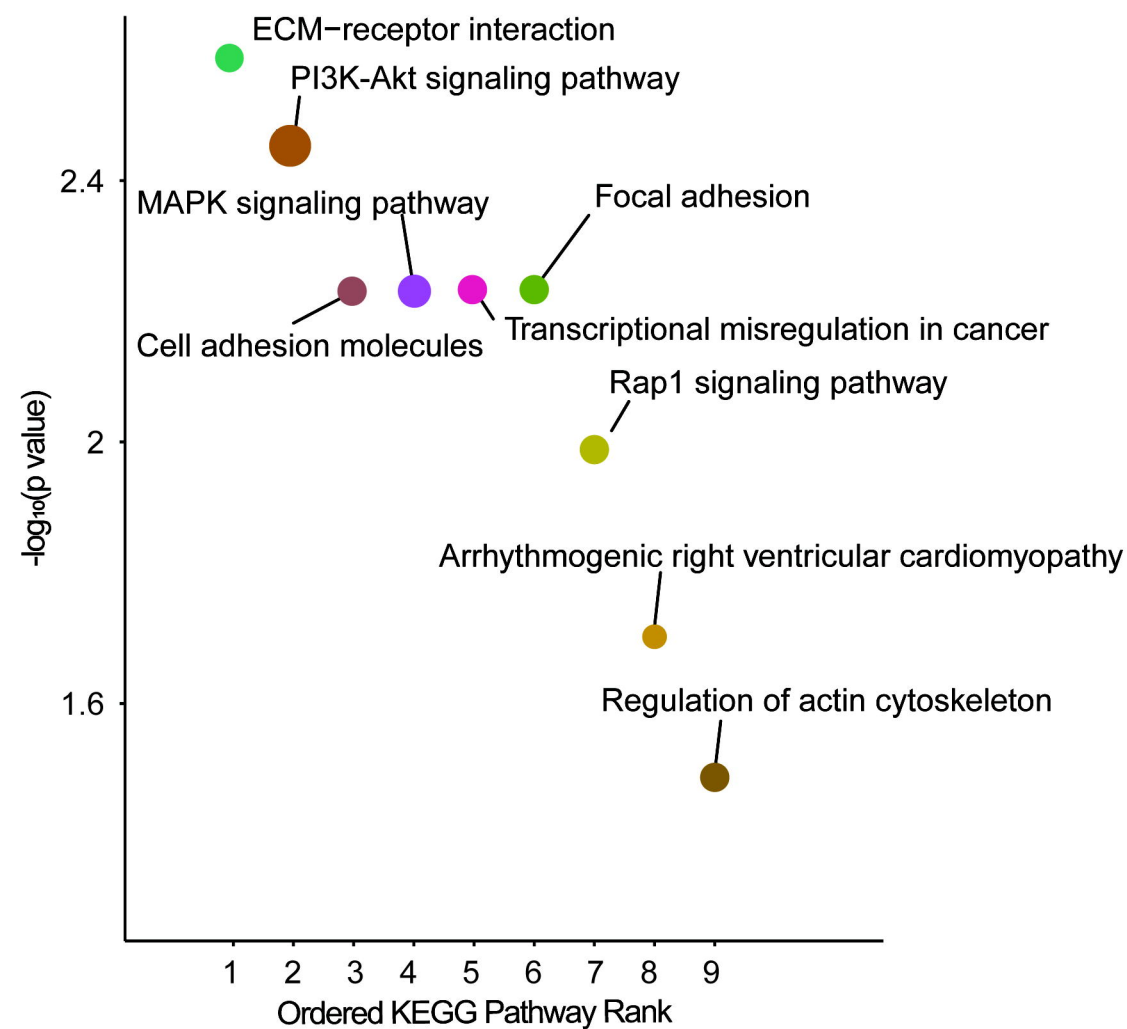 ECM−receptor interaction
PI3K-Akt signaling pathway
2.4
MAPK signaling pathway
Focal adhesion
Transcriptional misregulation in cancer
Cell adhesion molecules
Rap1 signaling pathway
2
-log₁₀(p value)
Arrhythmogenic right ventricular cardiomyopathy
1.6
Regulation of actin cytoskeleton
1 2 3 4 5 6 7 8 9
Ordered KEGG Pathway Rank